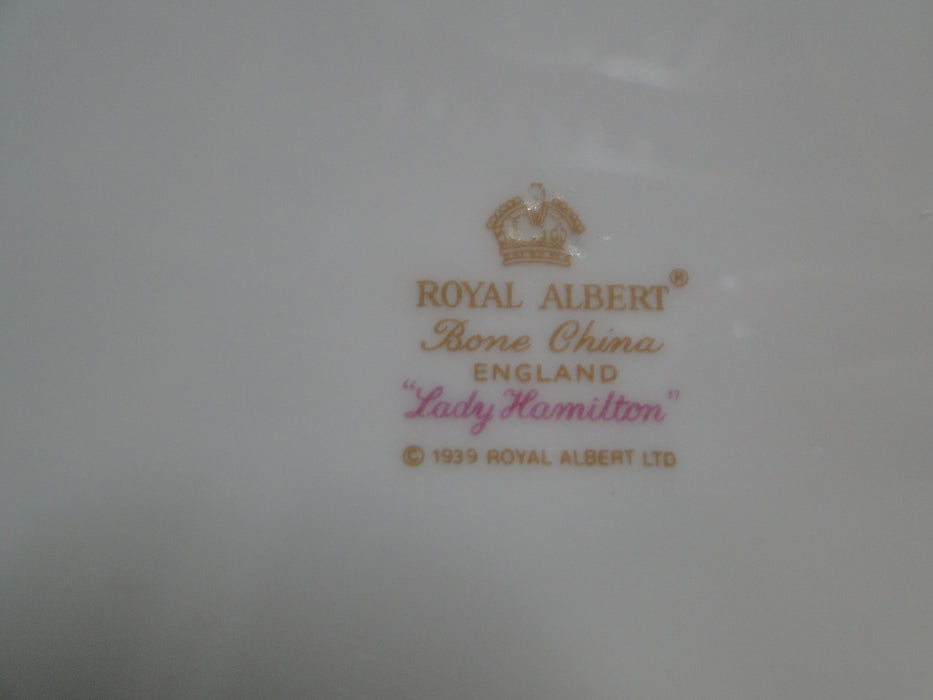 ROYAL ALBERT®
Bone China
ENGLAND
“Lady Hamilton”
© 1939 ROYAL ALBERT LTD